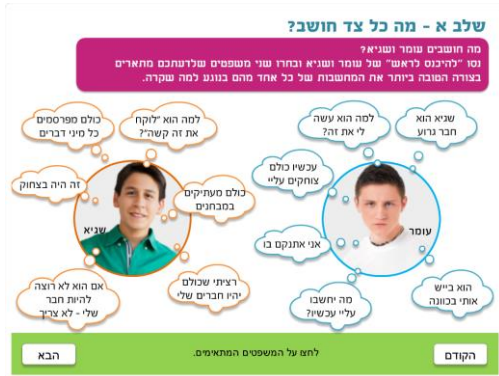 שלב א - מה כל צד חושב?
מה חושבים עומר ושגיא?
נסו "להיכנס לראש" של עומר ושגיא ובחרו שני משפטים שלדעתכם מתארים
בצורה הטובה ביותר את המחשבות של כל אחד מהם בנוגע למה שקרה.
שגיא הוא
חבר גרוע
למה הוא עשה
לי את זה?
עכשיו כולם
צוחקים עליי
אני אתנקם בו
מה יחשבו
עליי עכשיו?
הוא בייש
אותי בכוונה
עומר
למה הוא "לוקח
את זה קשה"?
כולם מפרסמים
כל מיני דברים
זה היה בצחוק
כולם מעתיקים
במבחנים
רציתי שכולם
יהיו חברים שלי
אם הוא לא רוצה
להיות חבר
שלי - לא צריך
שגיא
הקודם
לחצו על המשפטים המתאימים.
הבא